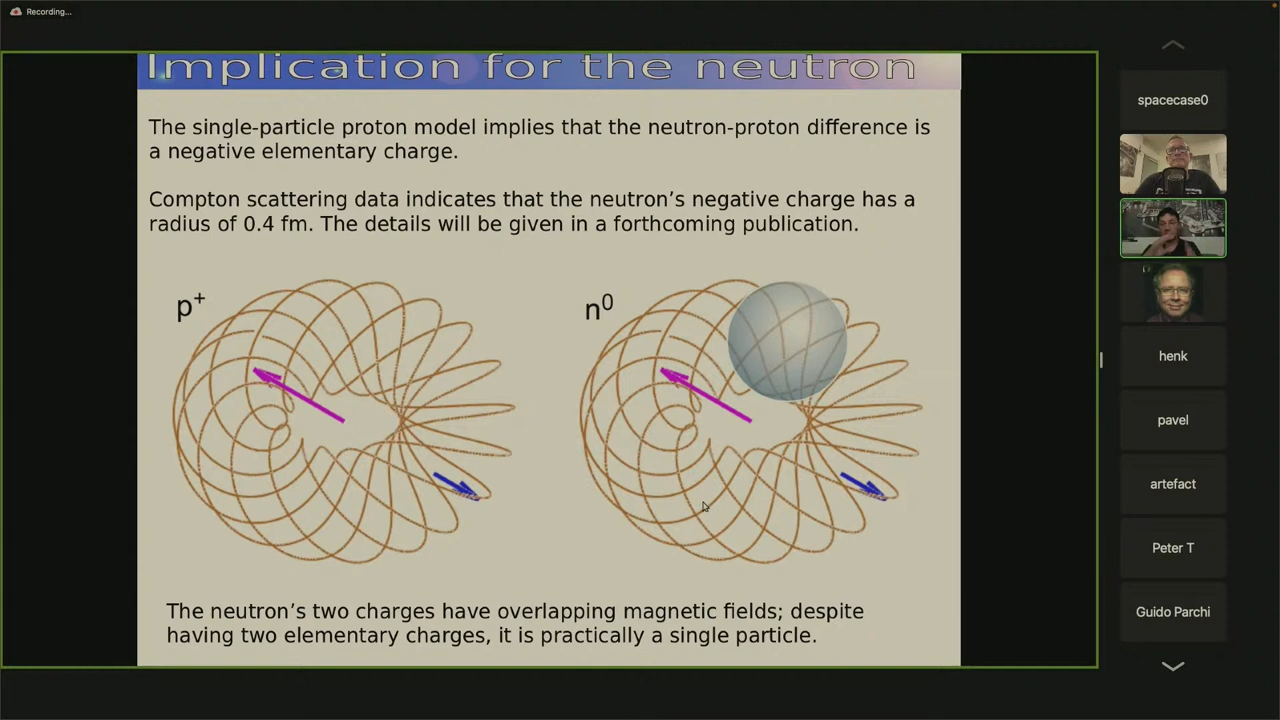 Recording...
Implication for the neutron
The single-particle proton model implies that the neutron-proton difference is
a negative elementary charge.
Compton scattering data indicates that the neutron’s negative charge has a
radius of 0.4 fm. The details will be given in a forthcoming publication.
p⁺
n⁰
The neutron’s two charges have overlapping magnetic fields; despite
having two elementary charges, it is practically a single particle.
spacecase0
henk
pavel
artefact
Peter T
Guido Parchi